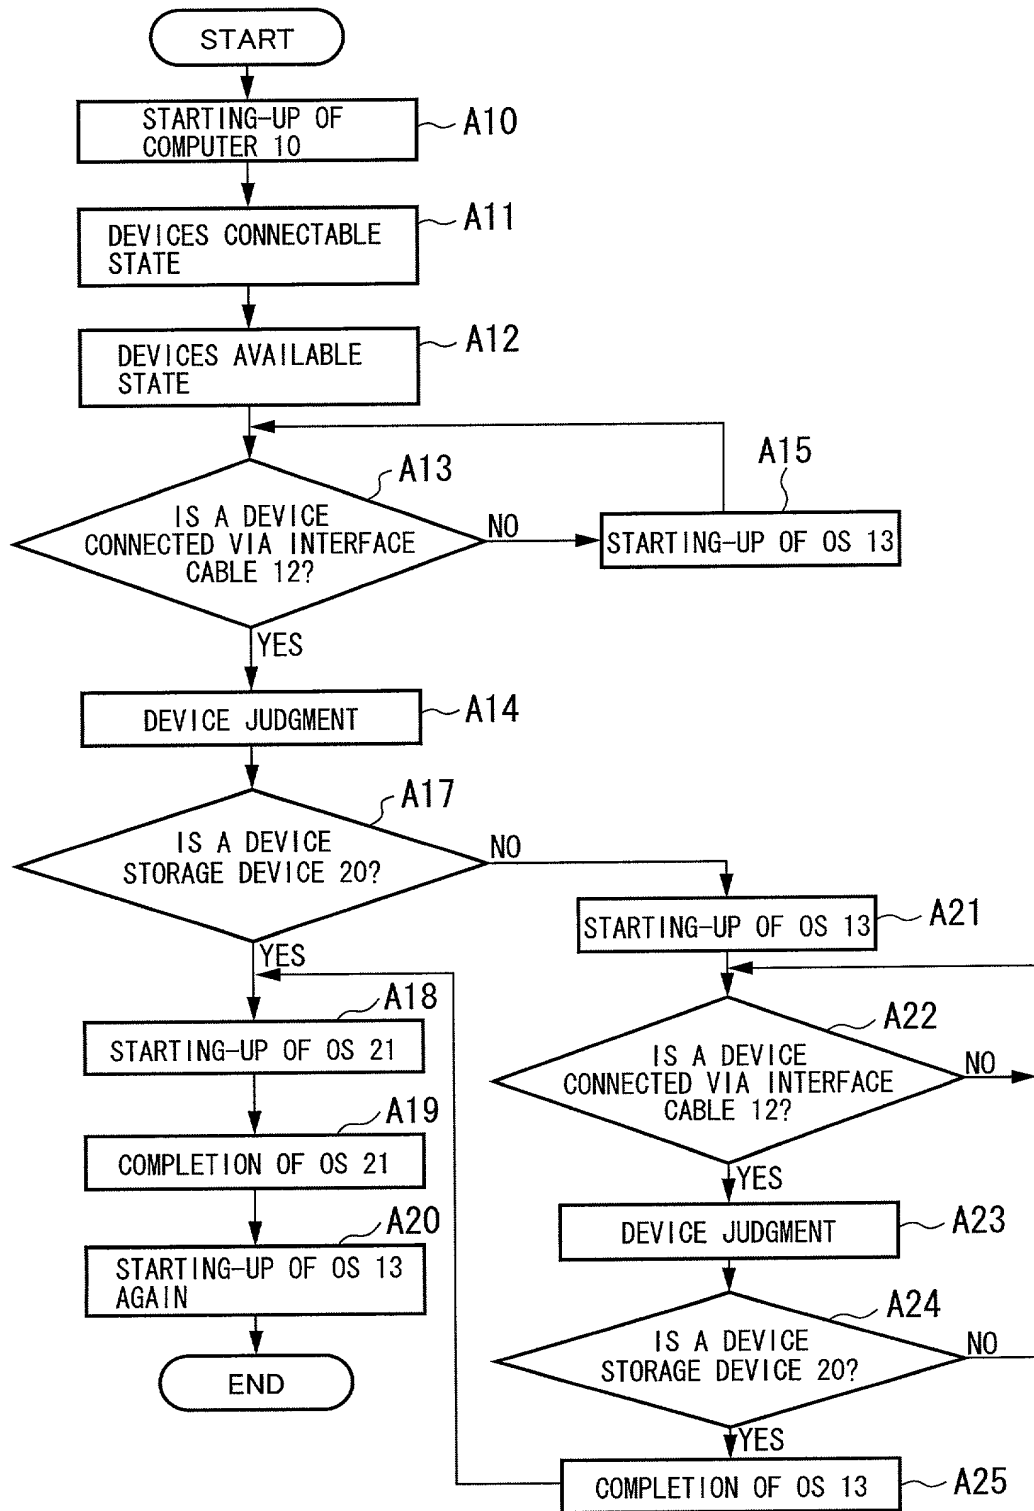 START
STARTING-UP OF
COMPUTER 10
A10
DEVICES CONNECTABLE
STATE
A11
DEVICES AVAILABLE
STATE
A12
A13
IS A DEVICE
CONNECTED VIA INTERFACE
CABLE 12?
NO
A15
STARTING-UP OF OS 13
YES
DEVICE JUDGMENT
A14
A17
IS A DEVICE
STORAGE DEVICE 20?
NO
YES
A18
STARTING-UP OF OS 21
A19
COMPLETION OF OS 21
A20
STARTING-UP OF OS 13
AGAIN
END
STARTING-UP OF OS 13
A21
A22
IS A DEVICE
CONNECTED VIA INTERFACE
CABLE 12?
NO
YES
DEVICE JUDGMENT
A23
A24
IS A DEVICE
STORAGE DEVICE 20?
NO
YES
COMPLETION OF OS 13
A25